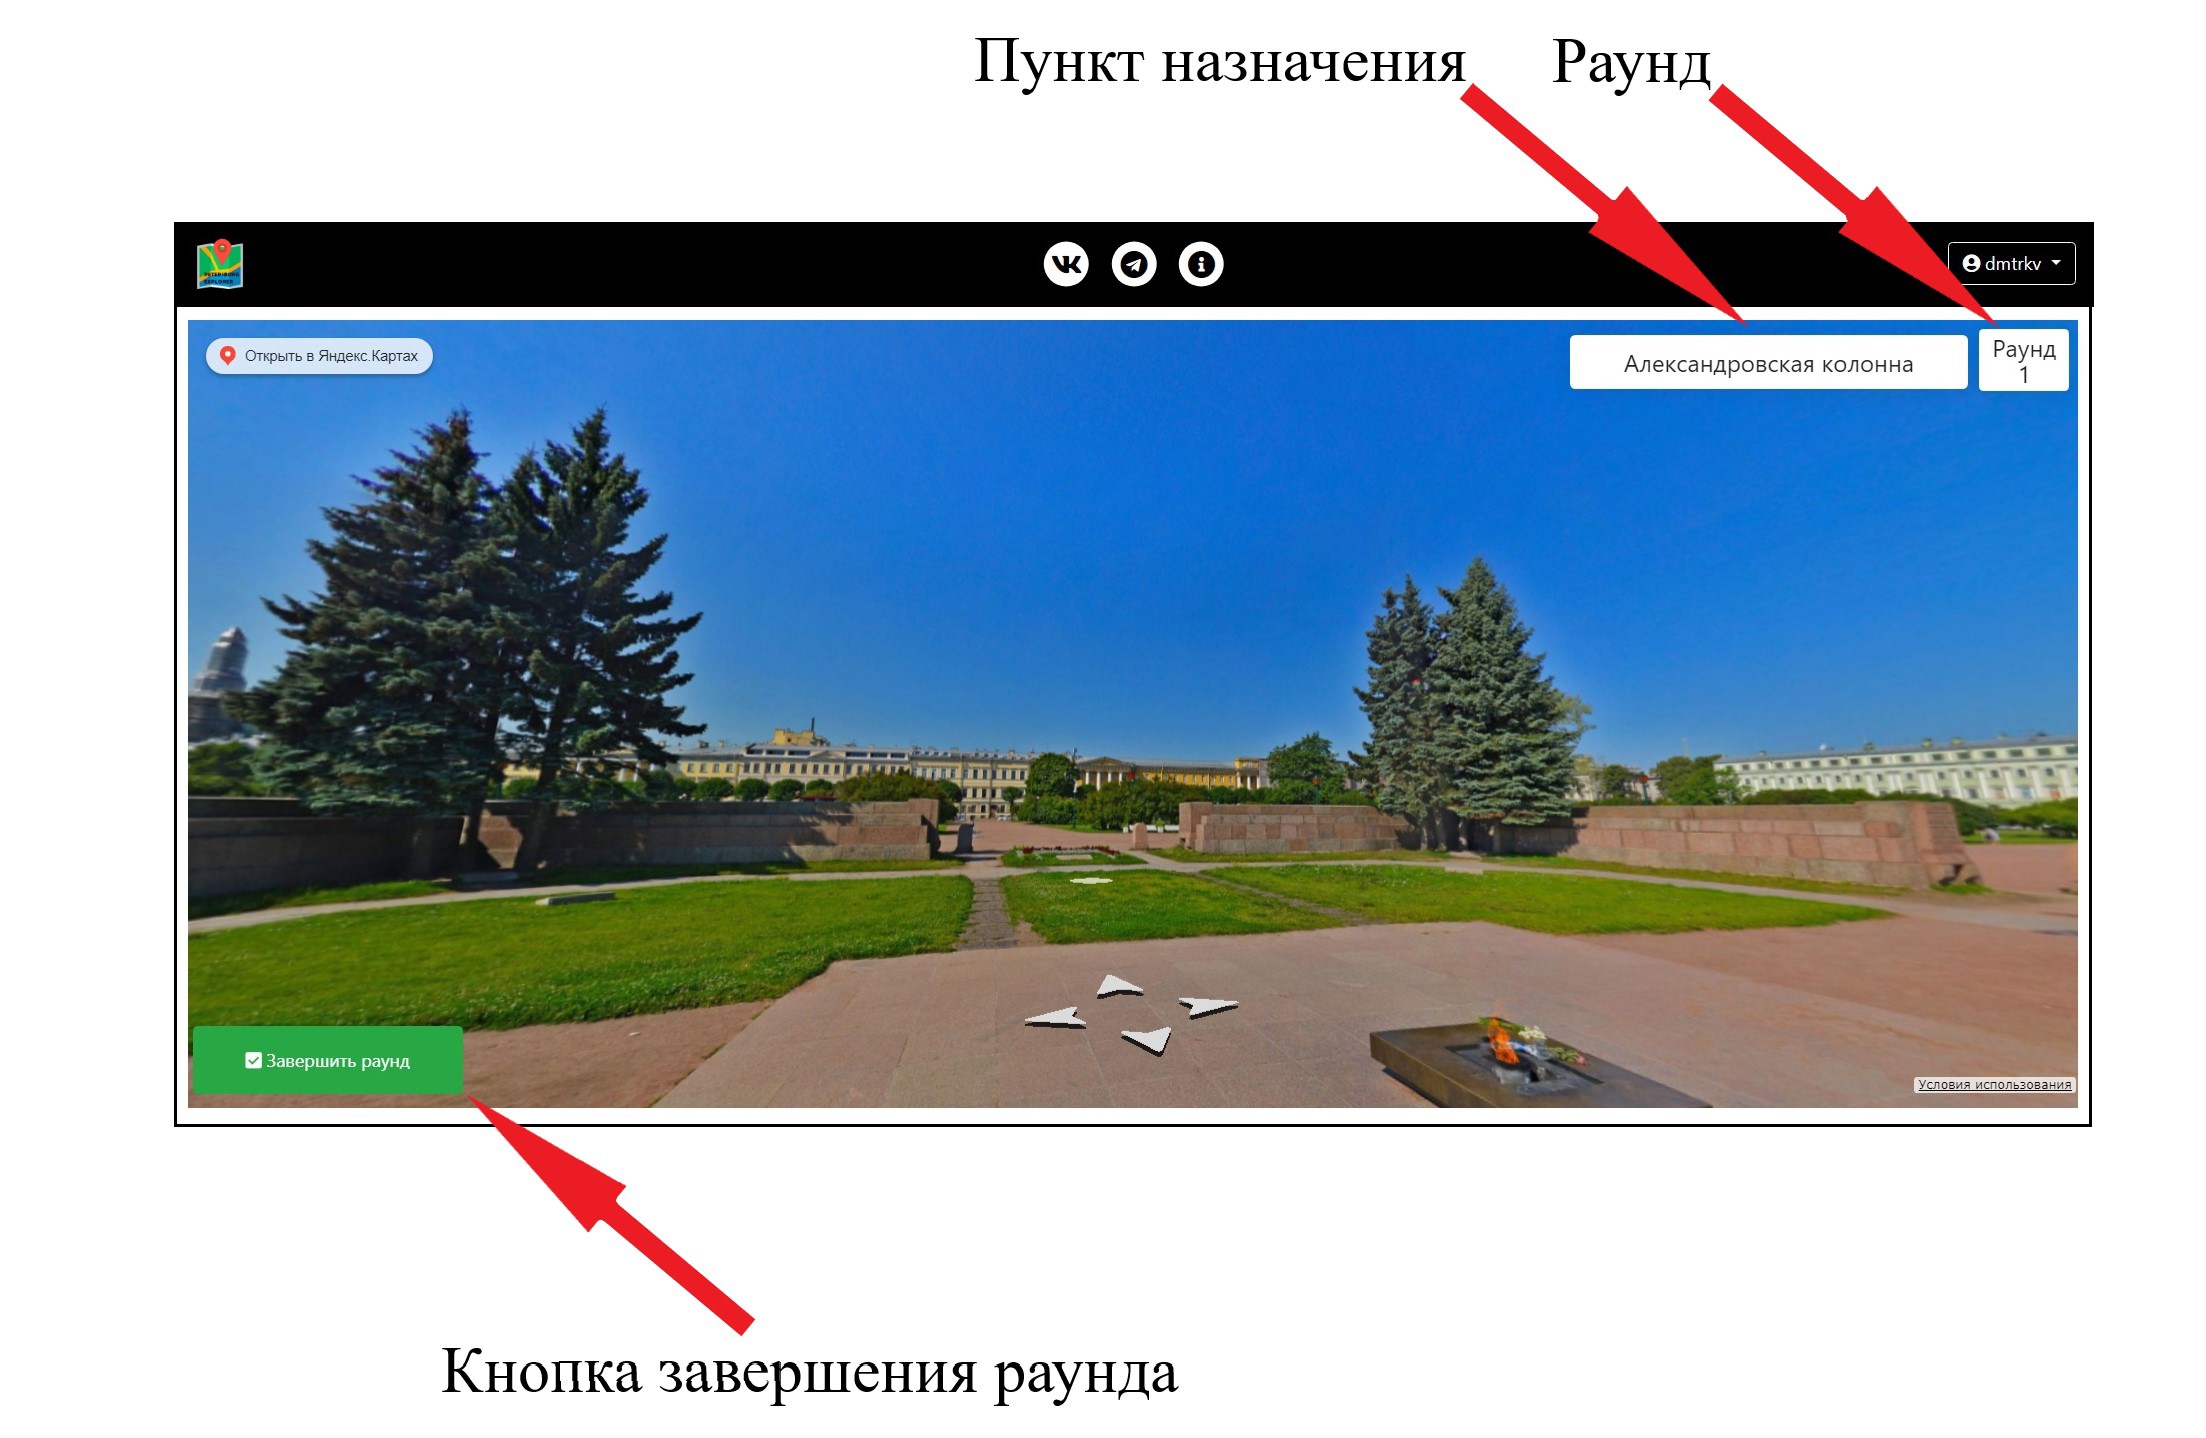 Пункт назначения
Раунд
dmtrkv
Открыть в Яндекс.Картах
Александровская колонна
Раунд
1
Завершить раунд
Условия использования
Кнопка завершения раунда